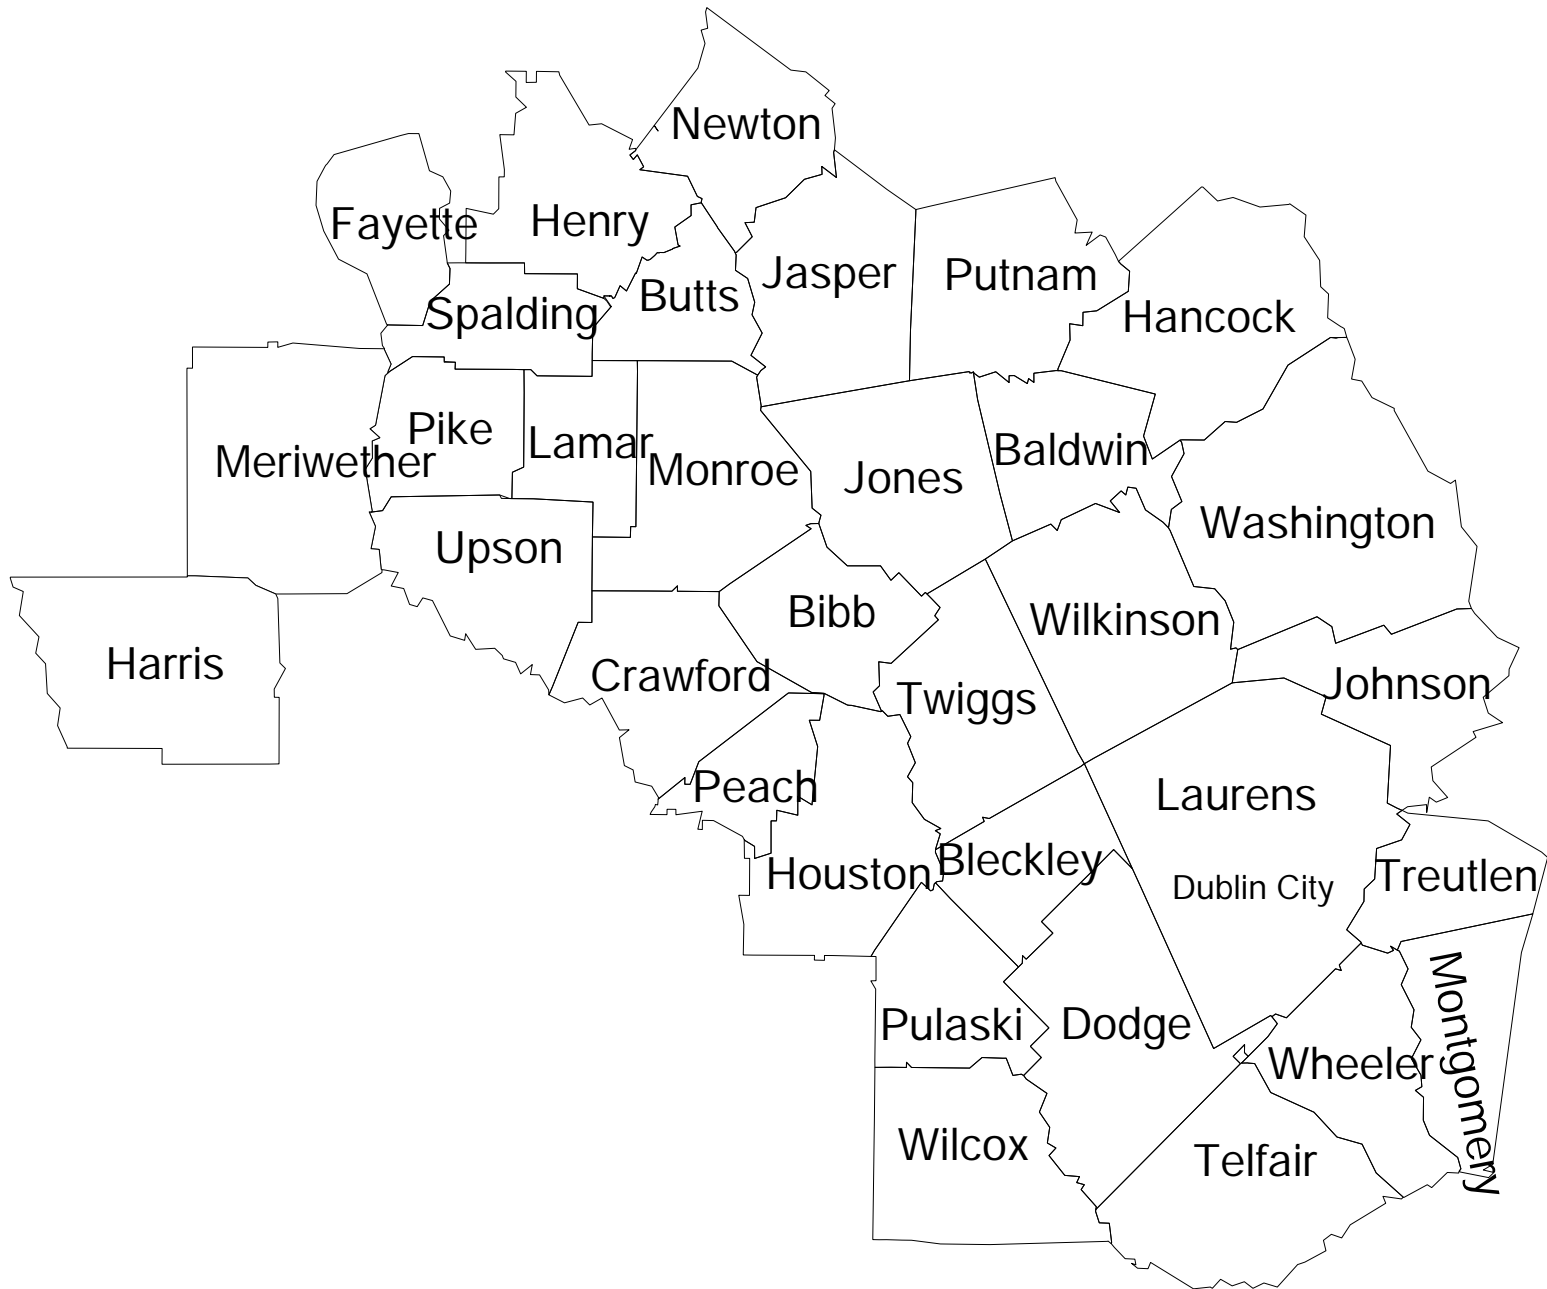 Newton
Fayette
Henry
Jasper
Putnam
Butts
Spalding
Hancock
Pike
Lamar
Meriwether
Monroe
Jones
Baldwin
Washington
Upson
Bibb
Wilkinson
Harris
Crawford
Twiggs
Johnson
Peach
Laurens
Houston
Bleckley
Dublin City
Treutlen
Pulaski
Dodge
Wheeler
Montgomery
Wilcox
Telfair